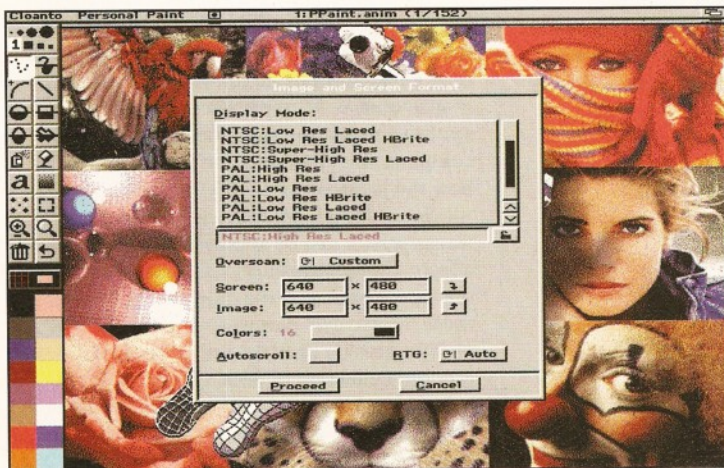 Cloanto Personal Paint 1:PPaint.anim (1/152)
1
a
Image and Screen Format
Display Mode:
NTSC:Low Res Laced
NTSC:Low Res Laced HBrite
NTSC:Super-High Res
NTSC:Super-High Res Laced
PAL:High Res
PAL:High Res Laced
PAL:Low Res
PAL:Low Res HBrite
PAL:Low Res Laced
PAL:Low Res Laced HBrite
NTSC:High Res Laced
Overscan: Custom
Screen: 640 × 480
Image: 640 × 480
Colors: 16
Autoscroll: RTG: Auto
Proceed Cancel